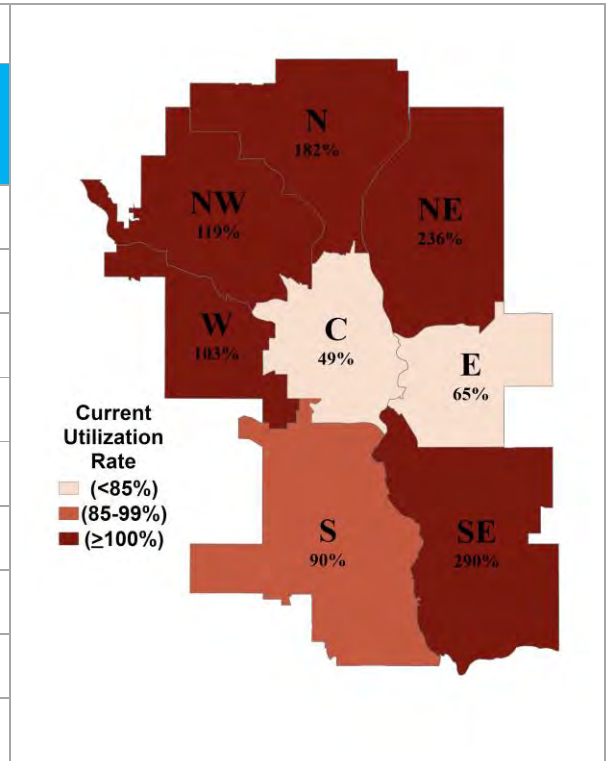 N
182%
NW
119%
NE
236%
W
103%
C
49%
E
65%
Current
Utilization
Rate
(<85%)
(85-99%)
(≥100%)
S
90%
SE
290%